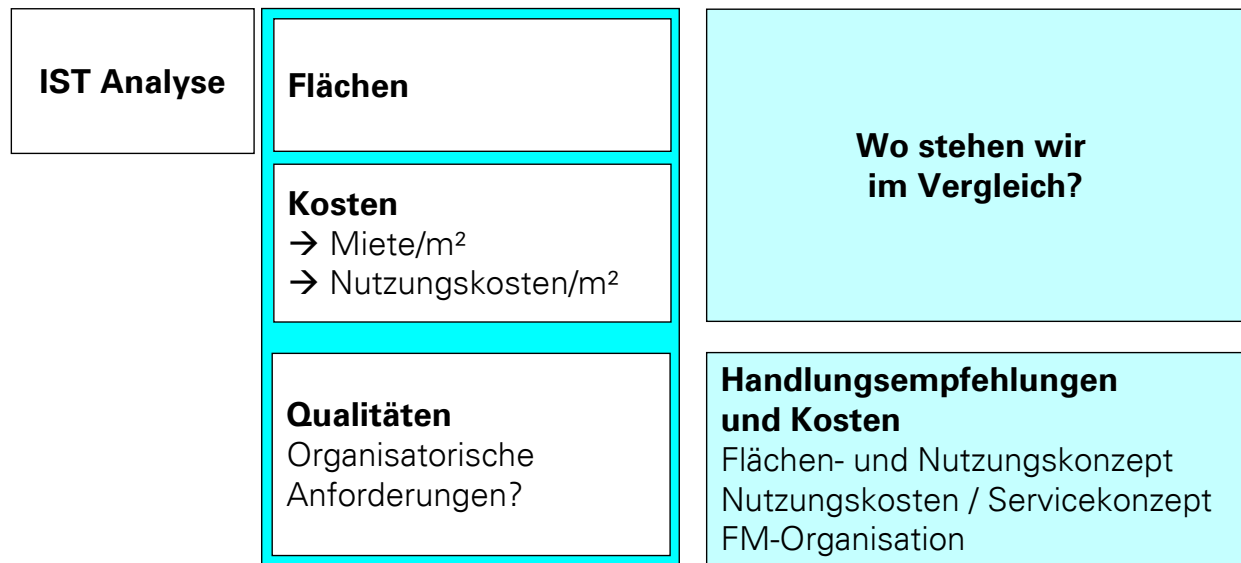 IST Analyse
Flächen
Kosten
→ Miete/m²
→ Nutzungskosten/m²
Qualitäten
Organisatorische
Anforderungen?
Wo stehen wir
im Vergleich?
Handlungsempfehlungen
und Kosten
Flächen- und Nutzungskonzept
Nutzungskosten / Servicekonzept
FM-Organisation